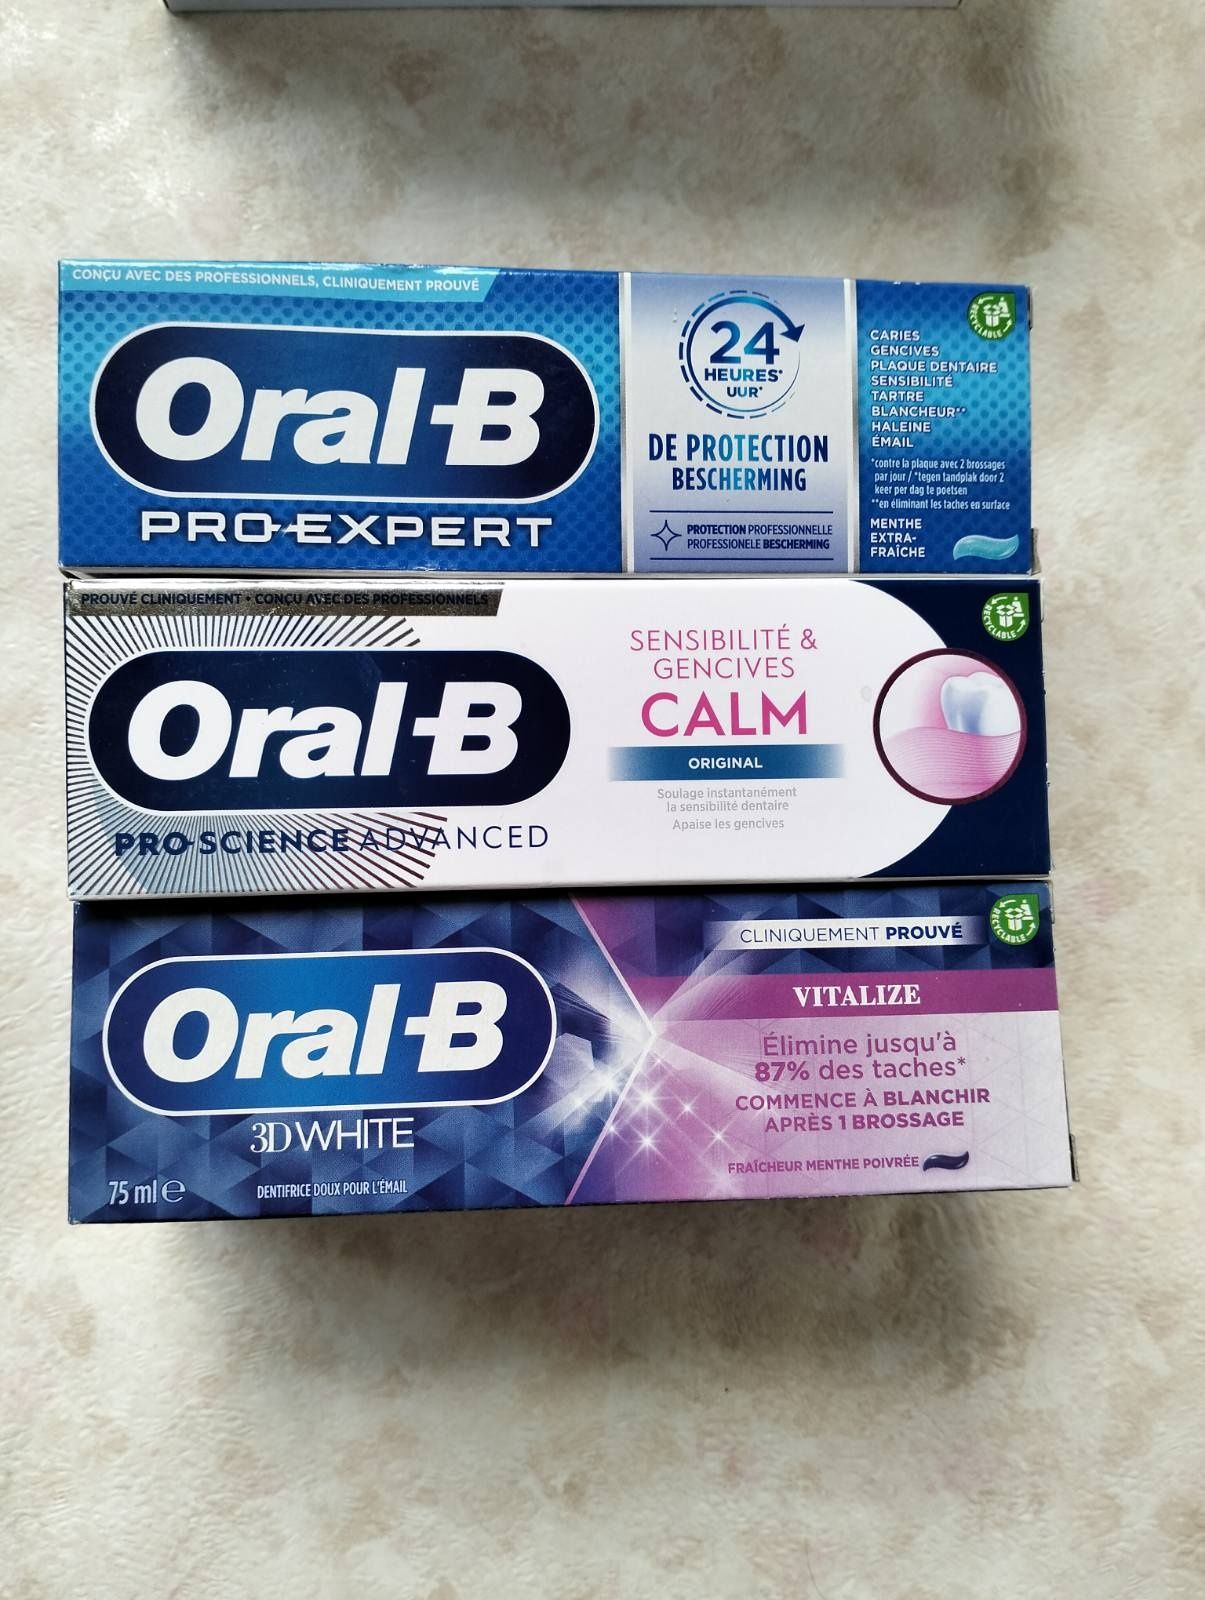 CONÇU AVEC DES PROFESSIONNELS, CLINIQUEMENT PROUVÉ
Oral-B
PRO-EXPERT
24
HEURES*
UUR*
DE PROTECTION
BESCHERMING
PROTECTION PROFESSIONNELLE
PROFESSIONELE BESCHERMING
RECYCLABLE
CARIES
GENCIVES
PLAQUE DENTAIRE
SENSIBILITÉ
TARTRE
BLANCHEUR**
HALEINE
ÉMAIL
*contre la plaque avec 2 brossages
par jour / *tegen tandplak door 2
keer per dag te poetsen
**en éliminant les taches en surface
MENTHE
EXTRA-
FRAÎCHE
PROUVÉ CLINIQUEMENT • CONÇU AVEC DES PROFESSIONNELS
Oral-B
PRO-SCIENCE ADVANCED
SENSIBILITÉ &
GENCIVES
CALM
ORIGINAL
Soulage instantanément
la sensibilité dentaire
Apaise les gencives
RECYCLABLE
Oral-B
3D WHITE
75 ml e
DENTIFRICE DOUX POUR L'ÉMAIL
CLINIQUEMENT PROUVÉ
RECYCLABLE
VITALIZE
Élimine jusqu'à
87% des taches*
COMMENCE À BLANCHIR
APRÈS 1 BROSSAGE
FRAÎCHEUR MENTHE POIVRÉE